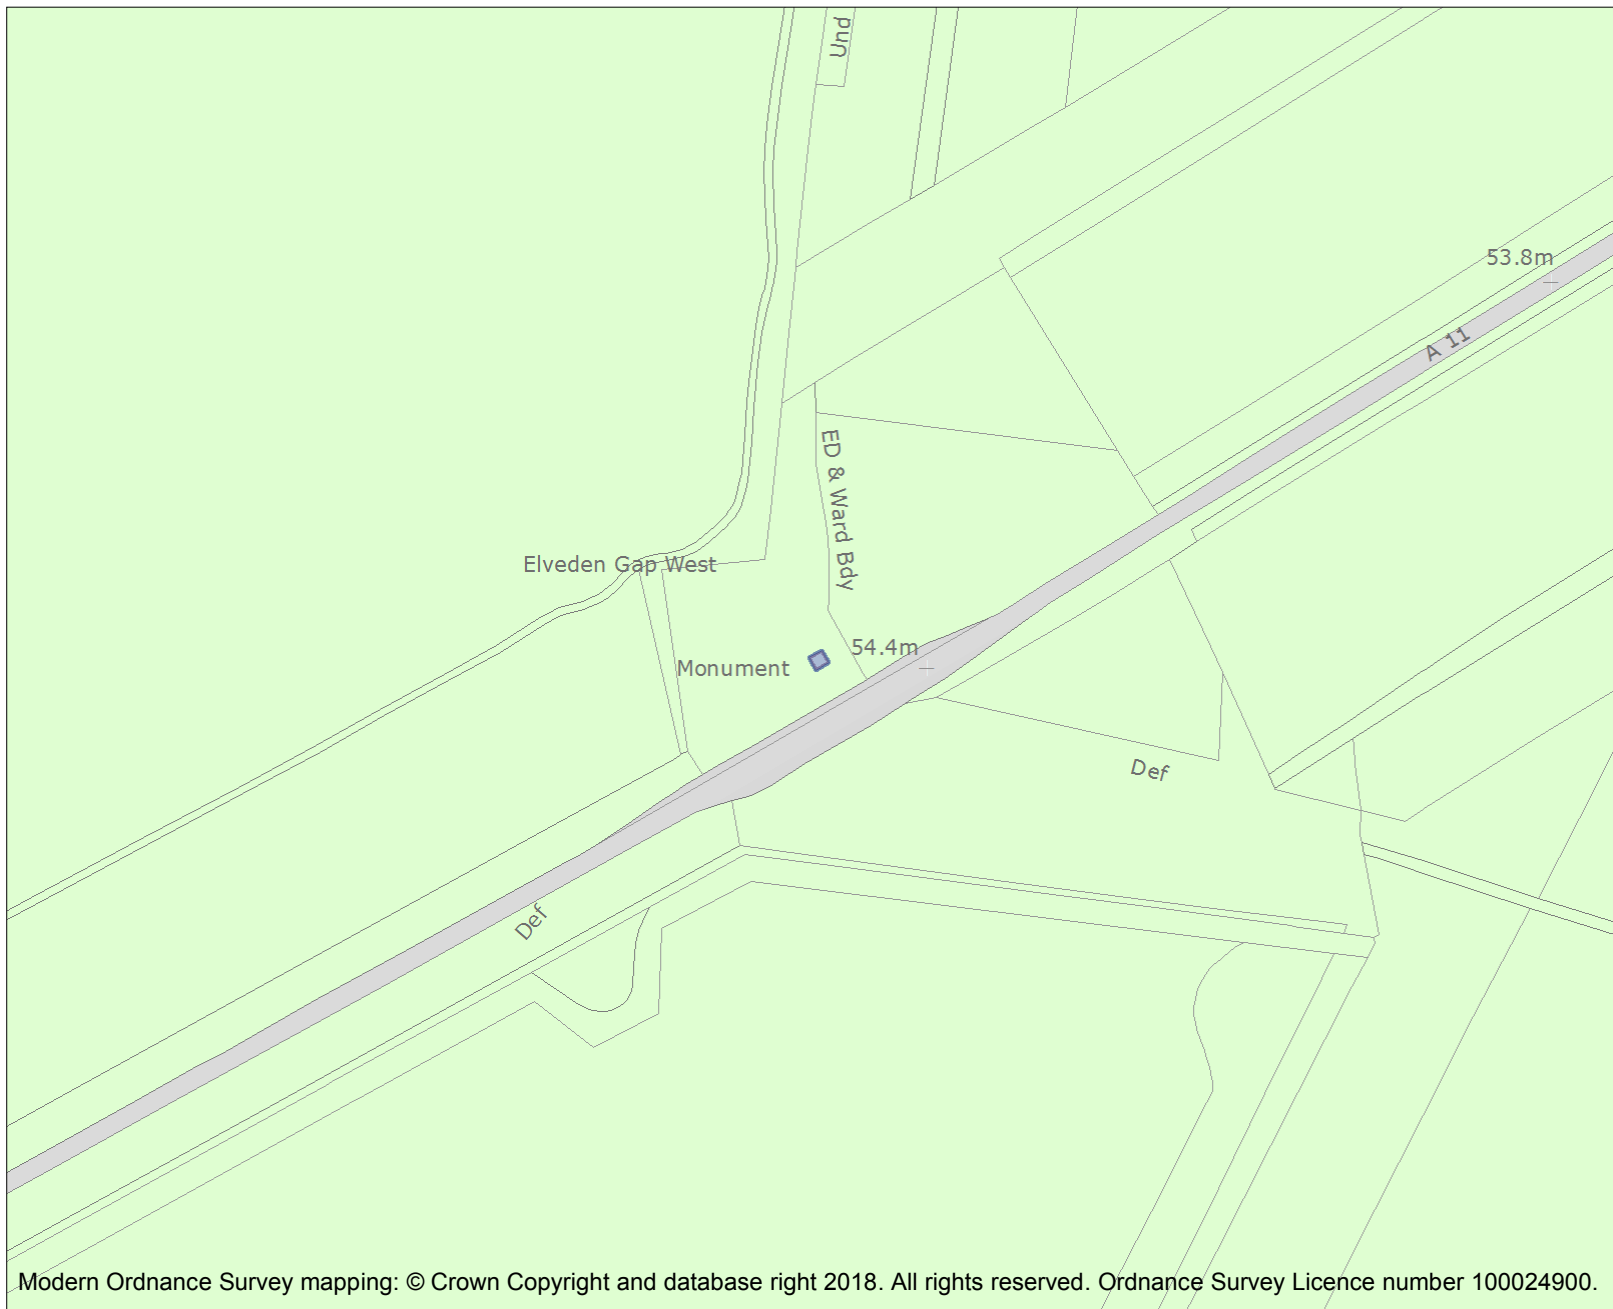 Und
53.8m
A 11
ED & Ward Bdy
Elveden Gap West
54.4m
Monument
Def
Def
Modern Ordnance Survey mapping: © Crown Copyright and database right 2018. All rights reserved. Ordnance Survey Licence number 100024900.